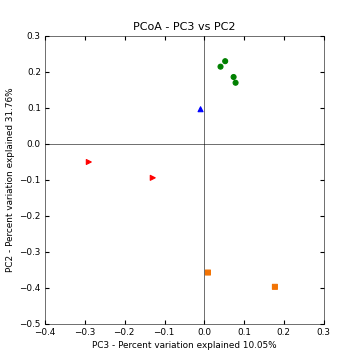 PCoA - PC3 vs PC2
0.3
0.2
0.1
0.0
−0.1
−0.2
−0.3
−0.4
−0.5
PC2 - Percent variation explained 31.76%
−0.4 −0.3 −0.2 −0.1 0.0 0.1 0.2 0.3
PC3 - Percent variation explained 10.05%